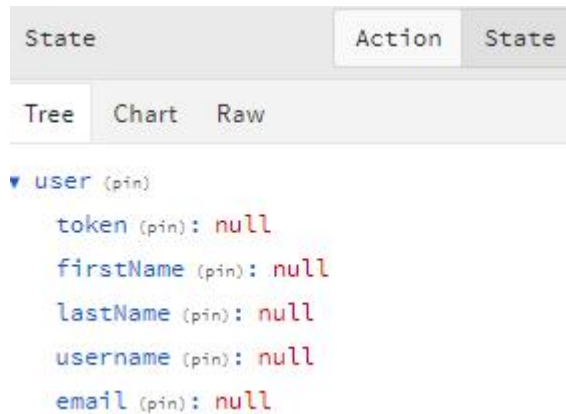 State Action State
Tree Chart Raw
user (pin)
token (pin): null
firstName (pin): null
lastName (pin): null
username (pin): null
email (pin): null